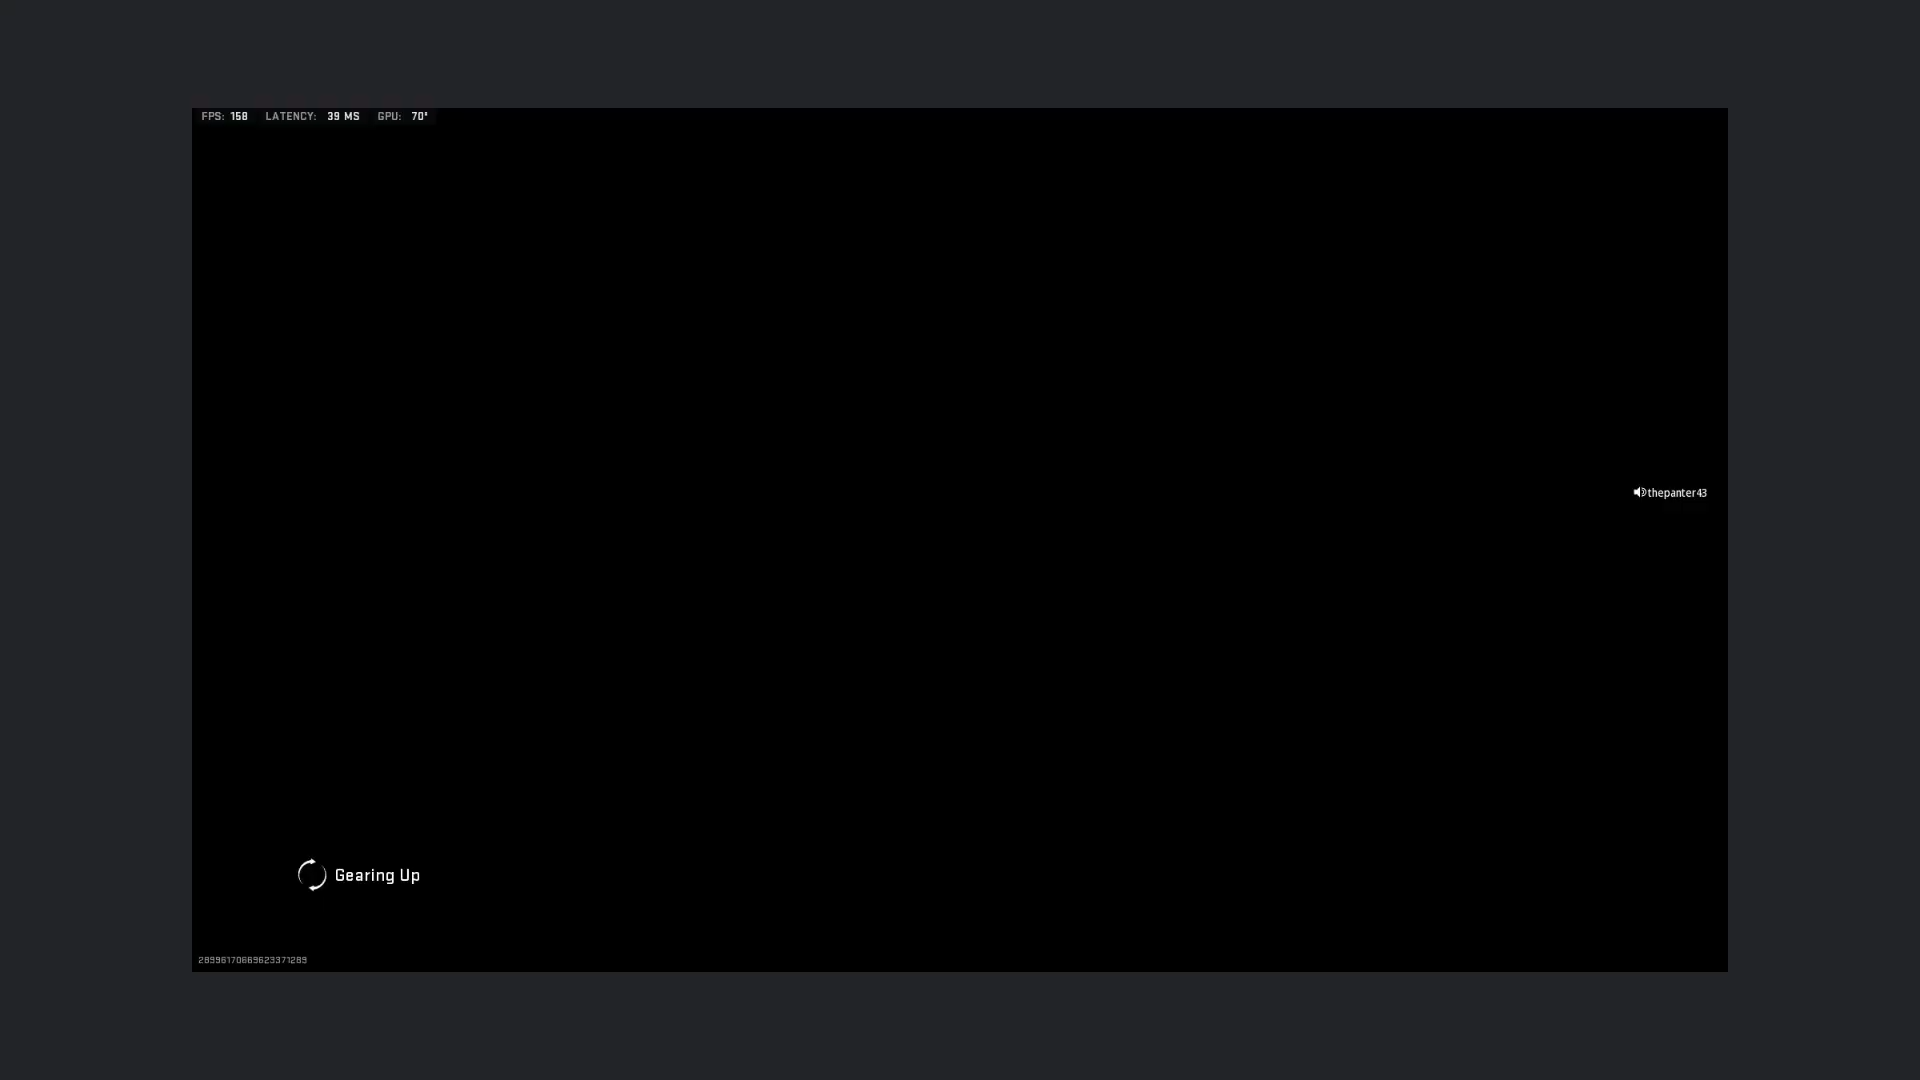 FPS: 158 LATENCY: 39 MS GPU: 70°
thepanter43
Gearing Up
28996170669623371289